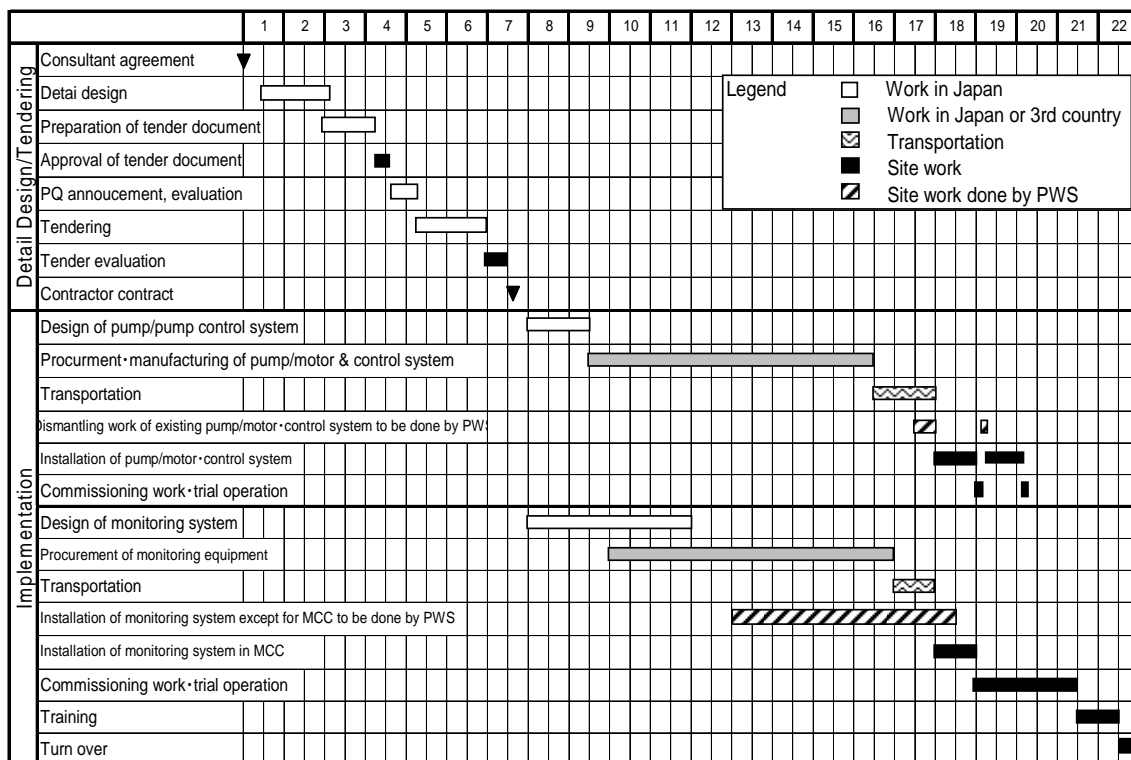 1 2 3 4 5 6 7 8 9 10 11 12 13 14 15 16 17 18 19 20 21 22
Detail Design/Tendering
Consultant agreement
Detai design
Preparation of tender document
Approval of tender document
PQ annoucement, evaluation
Tendering
Tender evaluation
Contractor contract
Legend
Work in Japan
Work in Japan or 3rd country
Transportation
Site work
Site work done by PWS
Implementation
Design of pump/pump control system
Procurment・manufacturing of pump/motor & control system
Transportation
Dismantling work of existing pump/motor・control system to be done by PWS
Installation of pump/motor・control system
Commissioning work・trial operation
Design of monitoring system
Procurement of monitoring equipment
Transportation
Installation of monitoring system except for MCC to be done by PWS
Installation of monitoring system in MCC
Commissioning work・trial operation
Training
Turn over